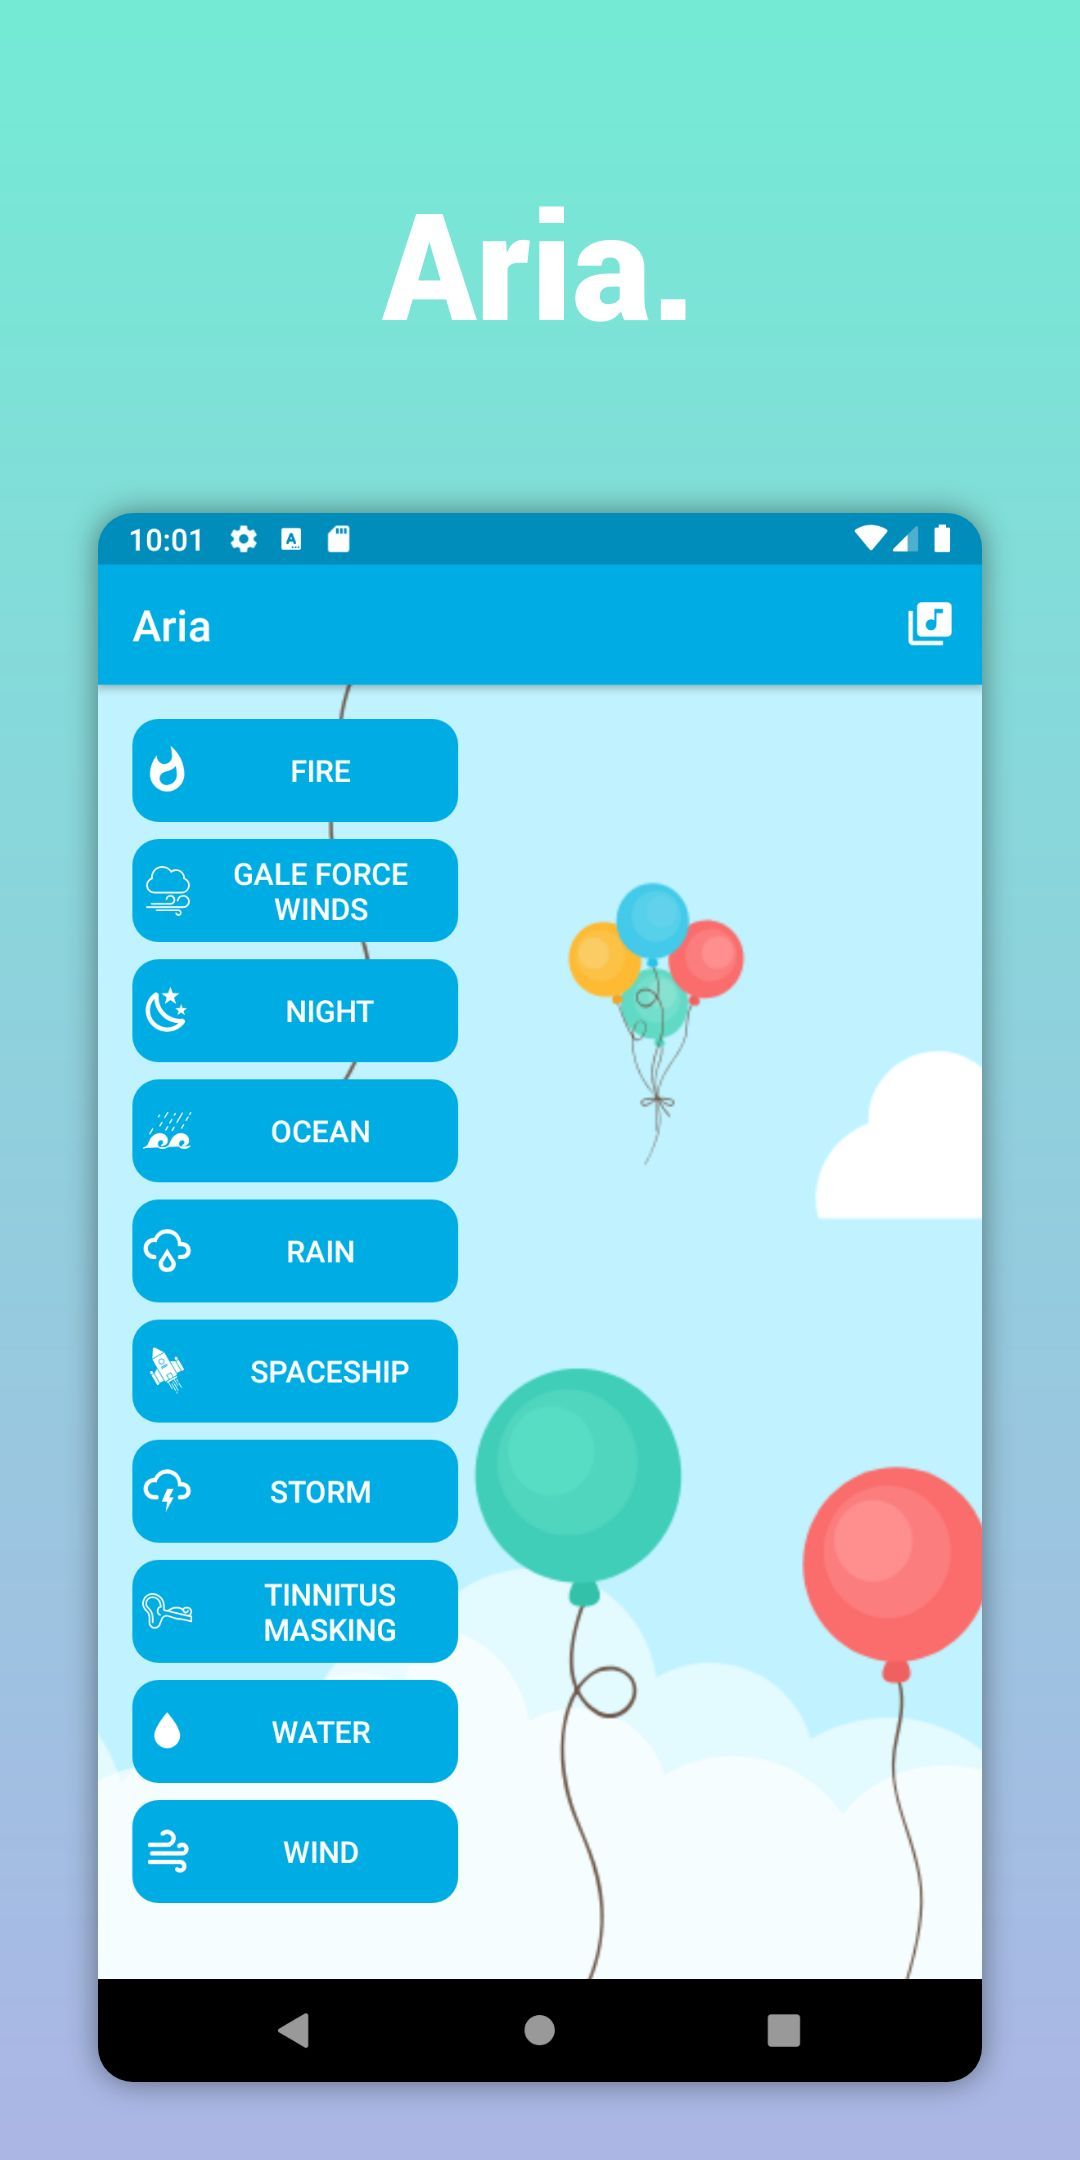 Aria.
10:01
Aria
FIRE
GALE FORCE
WINDS
NIGHT
OCEAN
RAIN
SPACESHIP
STORM
TINNITUS
MASKING
WATER
WIND